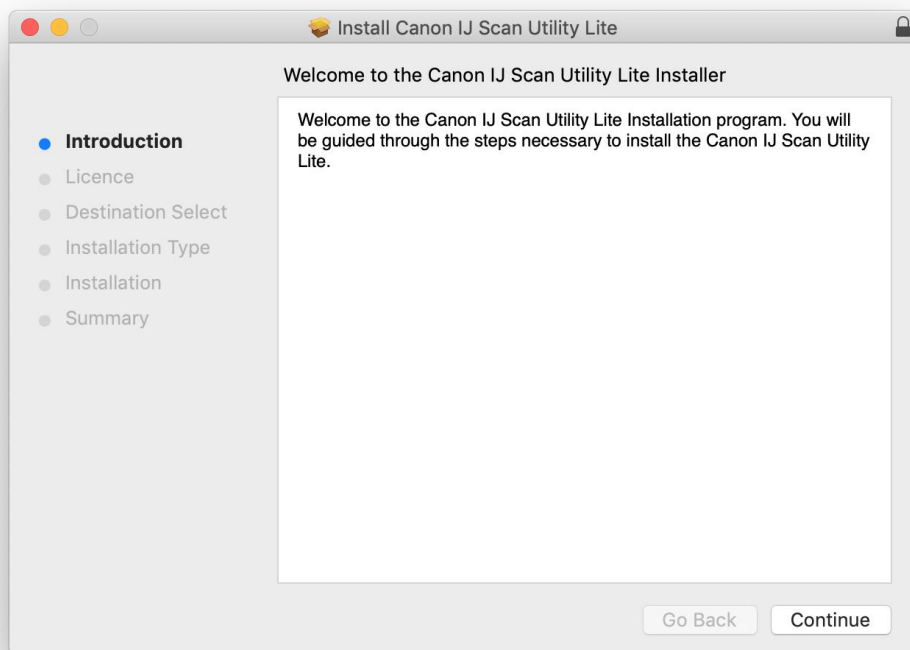 Install Canon IJ Scan Utility Lite
Welcome to the Canon IJ Scan Utility Lite Installer
Introduction
Licence
Destination Select
Installation Type
Installation
Summary
Welcome to the Canon IJ Scan Utility Lite Installation program. You will
be guided through the steps necessary to install the Canon IJ Scan Utility
Lite.
Go Back
Continue